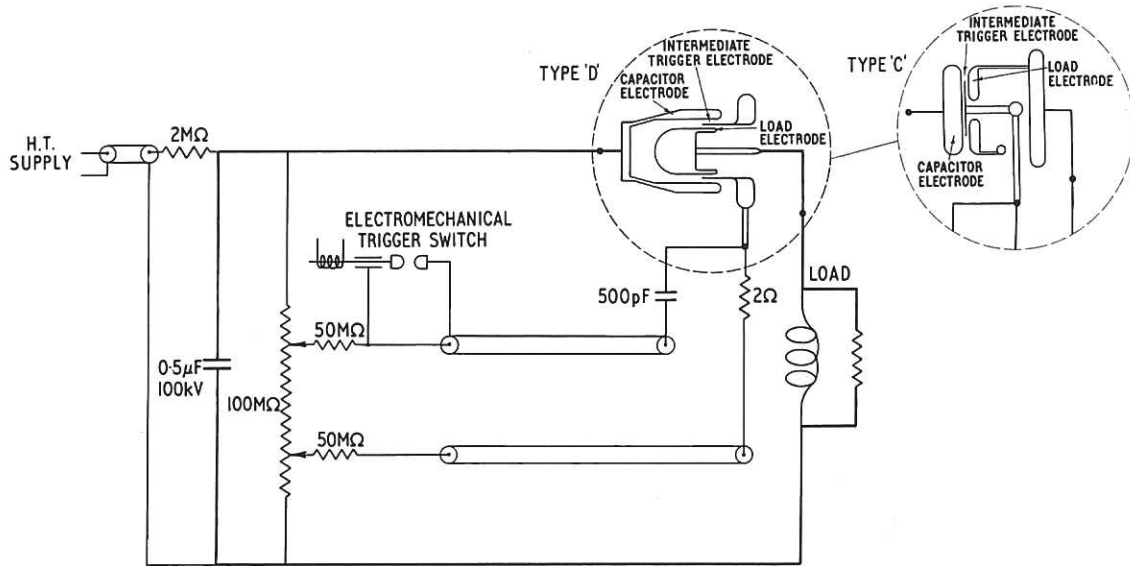 H.T.
SUPPLY
2MΩ
TYPE 'D'
INTERMEDIATE
TRIGGER ELECTRODE
CAPACITOR
ELECTRODE
LOAD
ELECTRODE
TYPE 'C'
INTERMEDIATE
TRIGGER ELECTRODE
LOAD
ELECTRODE
CAPACITOR
ELECTRODE
ELECTROMECHANICAL
TRIGGER SWITCH
500pF
2Ω
LOAD
50MΩ
0·5μF
100kV
100MΩ
50MΩ